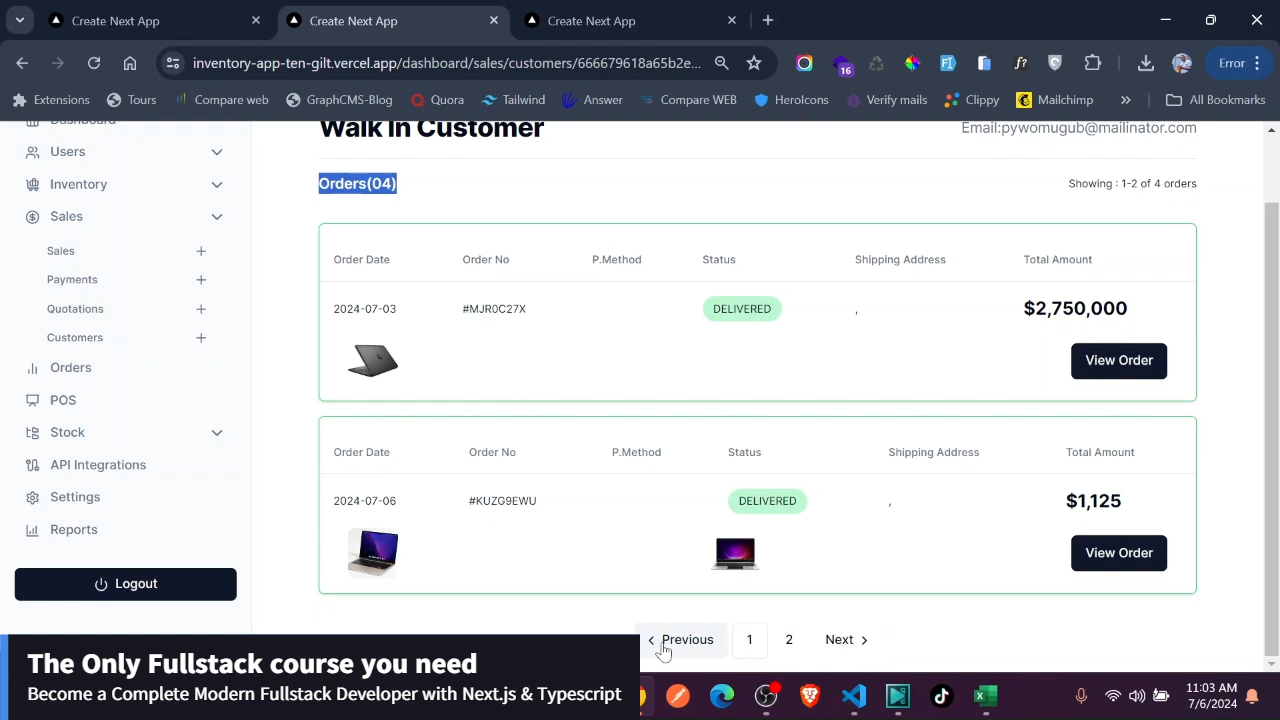 Create Next App
Create Next App
Create Next App
inventory-app-ten-gilt.vercel.app/dashboard/sales/customers/666679618a65b2e...
16
Error
Extensions
Tours
Compare web
GraphCMS-Blog
Quora
Tailwind
Answer
Compare WEB
HeroIcons
Verify mails
Clippy
Mailchimp
All Bookmarks
Dashboard
Users
Inventory
Sales
Sales
Payments
Quotations
Customers
Orders
POS
Stock
API Integrations
Settings
Reports
Logout
Walk In Customer
Email:pywomugub@mailinator.com
Orders(04)
Showing : 1-2 of 4 orders
Order Date Order No P.Method Status Shipping Address Total Amount
2024-07-03 #MJR0C27X DELIVERED , $2,750,000
View Order
Order Date Order No P.Method Status Shipping Address Total Amount
2024-07-06 #KUZG9EWU DELIVERED , $1,125
View Order
Previous 1 2 Next
The Only Fullstack course you need
Become a Complete Modern Fullstack Developer with Next.js & Typescript
11:03 AM
7/6/2024